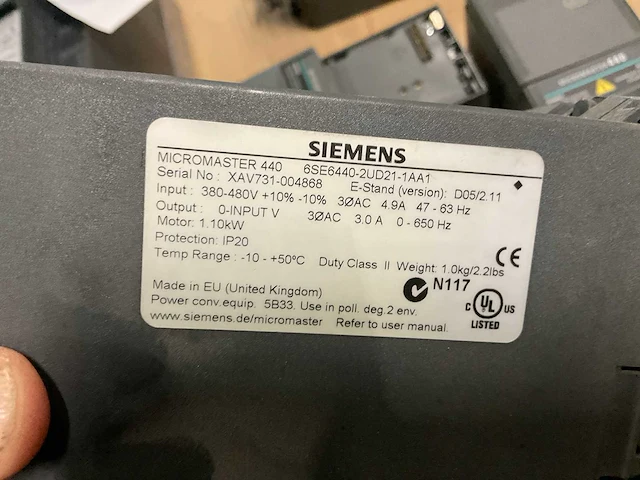 SIEMENS
MICROMASTER 440 6SE6440-2UD21-1AA1
Serial No : XAV731-004868 E-Stand (version): D05/2.11
Input : 380-480V +10% -10% 3ØAC 4.9A 47 - 63 Hz
Output : 0-INPUT V 3ØAC 3.0 A 0 - 650 Hz
Motor: 1.10kW
Protection: IP20
Temp Range : -10 - +50ºC Duty Class II Weight: 1.0kg/2.2lbs
CE
Made in EU (United Kingdom)
N117
Power conv.equip. 5B33. Use in poll. deg.2 env.
C UL US
LISTED
www.siemens.de/micromaster Refer to user manual.